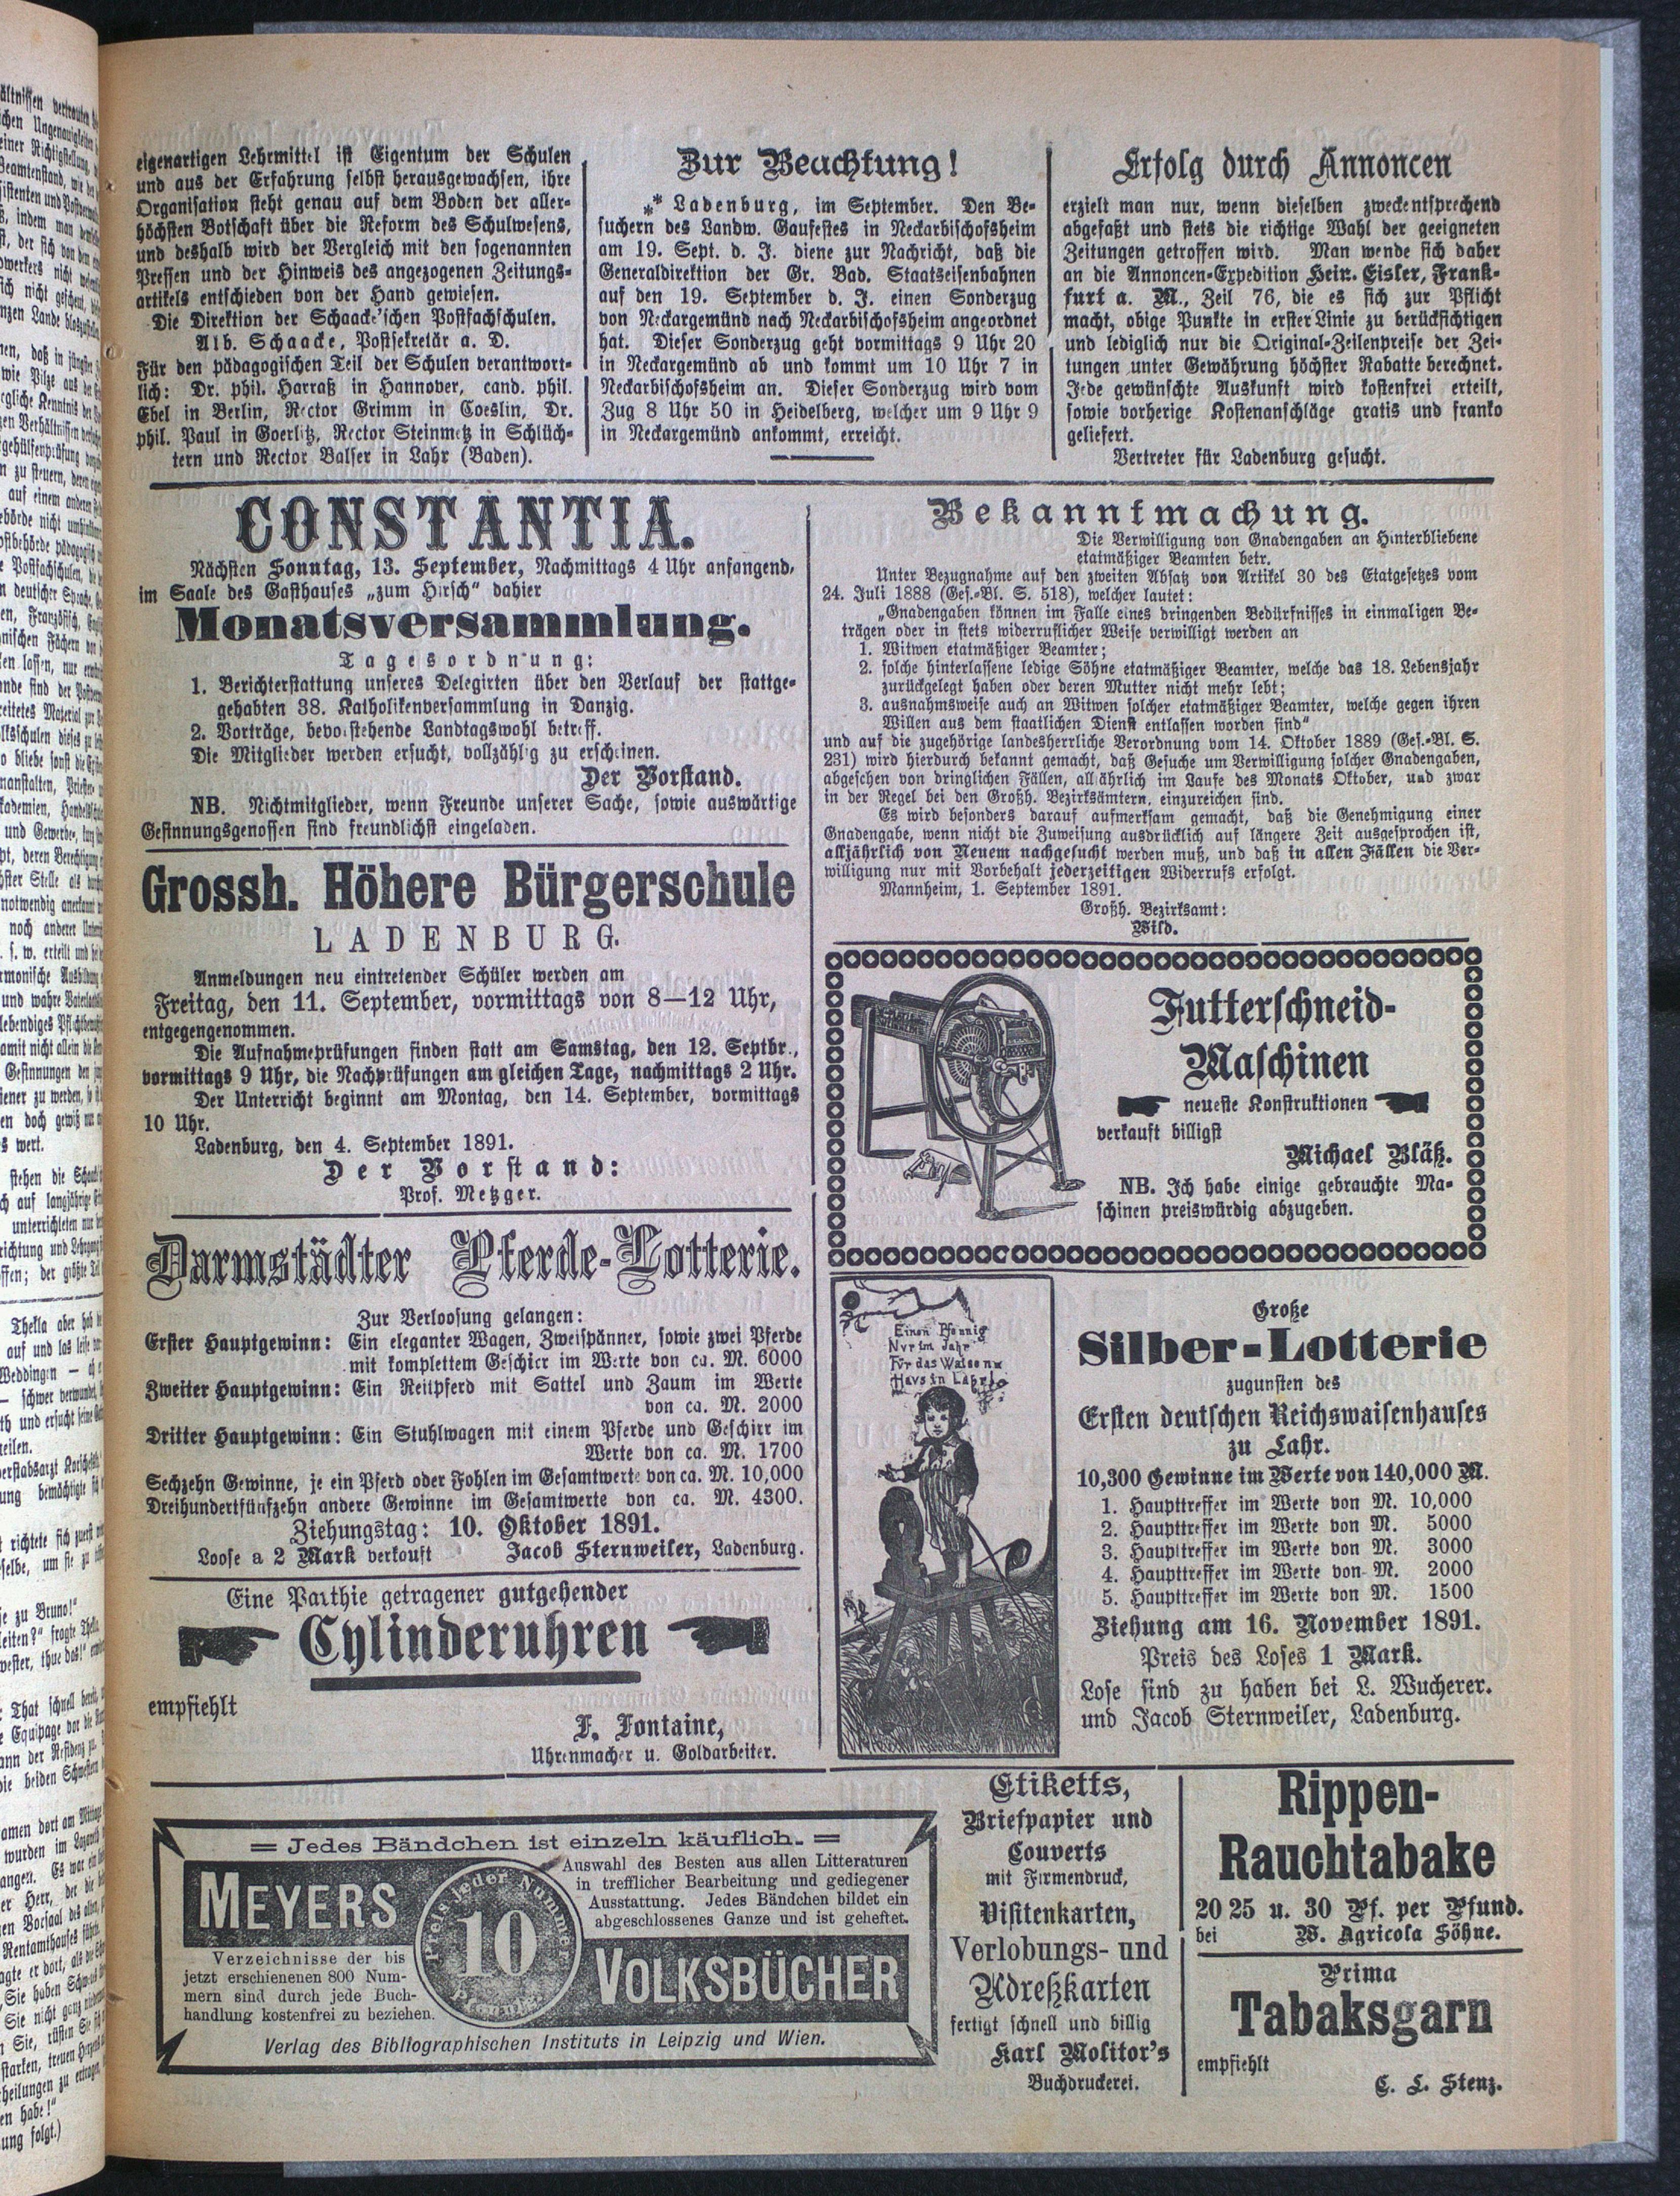 eigenartigen Lehrmittel ist Eigentum der Schulen
und aus der Erfahrung selbst herausgewachsen, ihre
Organisation steht genau auf dem Boden der aller-
höchsten Botschaft über die Reform des Schulwesens,
und deshalb wird der Vergleich mit den sogenannten
Pressen und der Hinweis des angezogenen Zeitungs-
artikels entschieden von der Hand gewiesen.
Die Direktion der Schaacke'schen Postfachschulen.
Alb. Schaacke, Postsekretär a. D.
Für den pädagogischen Teil der Schulen verantwort-
lich: Dr. phil. Harraß in Hannover, cand. phil.
Ebel in Berlin, Rector Grimm in Coeslin, Dr.
phil. Paul in Goerlitz, Rector Steinmetz in Schlüch-
tern und Rector Balser in Lahr (Baden).
Zur Beachtung!
*** Ladenburg, im September. Den Be-
suchern des Landw. Gaufestes in Neckarbischofsheim
am 19. Sept. d. J. diene zur Nachricht, daß die
Generaldirektion der Gr. Bad. Staatseisenbahnen
auf den 19. September d. J. einen Sonderzug
von Neckargemünd nach Neckarbischofsheim angeordnet
hat. Dieser Sonderzug geht vormittags 9 Uhr 20
in Neckargemünd ab und kommt um 10 Uhr 7 in
Neckarbischofsheim an. Dieser Sonderzug wird vom
Zug 8 Uhr 50 in Heidelberg, welcher um 9 Uhr 9
in Neckargemünd ankommt, erreicht.
Erfolg durch Annoncen
erzielt man nur, wenn dieselben zweckentsprechend
abgefaßt und stets die richtige Wahl der geeigneten
Zeitungen getroffen wird. Man wende sich daher
an die Annoncen-Expedition Hein. Eisler, Frank-
furt a. M., Zeil 76, die es sich zur Pflicht
macht, obige Punkte in erster Linie zu berücksichtigen
und lediglich nur die Original-Zeilenpreise der Zei-
tungen unter Gewährung höchster Rabatte berechnet.
Jede gewünschte Auskunft wird kostenfrei erteilt,
sowie vorherige Kostenanschläge gratis und franko
geliefert.
Vertreter für Ladenburg gesucht.
CONSTANTIA.
Nächsten Sonntag, 13. September, Nachmittags 4 Uhr anfangend,
im Saale des Gasthauses „zum Hirsch" dahier
Monatsversammlung.
Tagesordnung:
1. Berichterstattung unseres Delegirten über den Verlauf der stattge-
gehabten 38. Katholikenversammlung in Danzig.
2. Vorträge, bevorstehende Landtagswahl betreff.
Die Mitglieder werden ersucht, vollzählig zu erscheinen.
Der Vorstand.
NB. Nichtmitglieder, wenn Freunde unserer Sache, sowie auswärtige
Gesinnungsgenossen sind freundlichst eingeladen.
Grossh. Höhere Bürgerschule
LADENBURG.
Anmeldungen neu eintretender Schüler werden am
Freitag, den 11. September, vormittags von 8—12 Uhr,
entgegengenommen.
Die Aufnahmeprüfungen finden statt am Samstag, den 12. Septbr.,
vormittags 9 Uhr, die Nachprüfungen am gleichen Tage, nachmittags 2 Uhr.
Der Unterricht beginnt am Montag, den 14. September, vormittags
10 Uhr.
Ladenburg, den 4. September 1891.
Der Vorstand:
Prof. Metzger.
Darmstädter Pferde-Lotterie.
Zur Verloosung gelangen:
Erster Hauptgewinn: Ein eleganter Wagen, Zweispänner, sowie zwei Pferde
mit komplettem Geschirr im Werte von ca. M. 6000
Zweiter Hauptgewinn: Ein Reitpferd mit Sattel und Zaum im Werte
von ca. M. 2000
Dritter Hauptgewinn: Ein Stuhlwagen mit einem Pferde und Geschirr im
Werte von ca. M. 1700
Sechzehn Gewinne, je ein Pferd oder Fohlen im Gesamtwerte von ca. M. 10,000
Dreihundertfünfzehn andere Gewinne im Gesamtwerte von ca. M. 4300.
Ziehungstag: 10. Oktober 1891.
Loose a 2 Mark verkauft Jacob Sternweiler, Ladenburg.
Eine Parthie getragener gutgehender
Cylinderuhren
empfiehlt
F. Fontaine,
Uhrenmacher u. Goldarbeiter.
Bekanntmachung.
Die Verwilligung von Gnadengaben an Hinterbliebene
etatmäßiger Beamten betr.
Unter Bezugnahme auf den zweiten Absatz von Artikel 30 des Etatgesetzes vom
24. Juli 1888 (Ges.-Bl. S. 518), welcher lautet:
„Gnadengaben können im Falle eines dringenden Bedürfnisses in einmaligen Be-
trägen oder in stets widerruflicher Weise verwilligt werden an
1. Witwen etatmäßiger Beamter;
2. solche hinterlassene ledige Söhne etatmäßiger Beamter, welche das 18. Lebensjahr
zurückgelegt haben oder deren Mutter nicht mehr lebt;
3. ausnahmsweise auch an Witwen solcher etatmäßiger Beamter, welche gegen ihren
Willen aus dem staatlichen Dienst entlassen worden sind"
und auf die zugehörige landesherrliche Verordnung vom 14. Oktober 1889 (Ges.-Bl. S.
231) wird hierdurch bekannt gemacht, daß Gesuche um Verwilligung solcher Gnadengaben,
abgesehen von dringlichen Fällen, alljährlich im Laufe des Monats Oktober, und zwar
in der Regel bei den Großh. Bezirksämtern, einzureichen sind.
Es wird besonders darauf aufmerksam gemacht, daß die Genehmigung einer
Gnadengabe, wenn nicht die Zuweisung ausdrücklich auf längere Zeit ausgesprochen ist,
alljährlich von Neuem nachgesucht werden muß, und daß in allen Fällen die Ver-
willigung nur mit Vorbehalt jederzeitigen Widerrufs erfolgt.
Mannheim, 1. September 1891.
Großh. Bezirksamt:
Wild.
Futterschneid-
Maschinen
neueste Konstruktionen
verkauft billigst
Michael Bläß.
NB. Ich habe einige gebrauchte Ma-
schinen preiswürdig abzugeben.
Einen Pfennig
Nvr im Jahr
Fvr das Waisen
Havs in Lahr
Große
Silber-Lotterie
zugunsten des
Ersten deutschen Reichswaisenhauses
zu Lahr.
10,300 Gewinne im Werte von 140,000 M.
1. Haupttreffer im Werte von M. 10,000
2. Haupttreffer im Werte von M. 5000
3. Haupttreffer im Werte von M. 3000
4. Haupttreffer im Werte von M. 2000
5. Haupttreffer im Werte von M. 1500
Ziehung am 16. November 1891.
Preis des Loses 1 Mark.
Lose sind zu haben bei L. Wucherer.
und Jacob Sternweiler, Ladenburg.
= Jedes Bändchen ist einzeln käuflich. =
MEYERS
Auswahl des Besten aus allen Litteraturen
in trefflicher Bearbeitung und gediegener
Ausstattung. Jedes Bändchen bildet ein
abgeschlossenes Ganze und ist geheftet.
Preis jeder Nummer
10
Pfennig
Verzeichnisse der bis
jetzt erschienenen 800 Num-
mern sind durch jede Buch-
handlung kostenfrei zu beziehen.
VOLKSBÜCHER
Verlag des Bibliographischen Instituts in Leipzig und Wien.
Etiketts,
Briefpapier und
Couverts
mit Firmendruck,
Visitenkarten,
Verlobungs- und
Adreßkarten
fertigt schnell und billig
Karl Molitor's
Buchdruckerei.
Rippen-
Rauchtabake
20 25 u. 30 Pf. per Pfund.
bei W. Agricola Söhne.
Prima
Tabaksgarn
empfiehlt
C. L. Stenz.